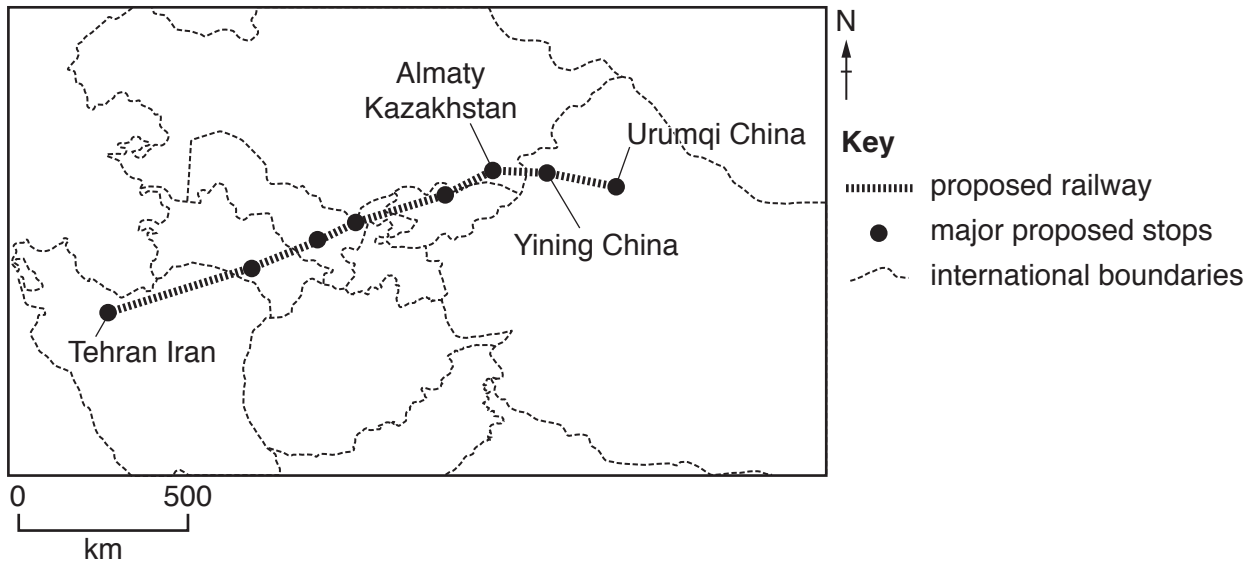 N
Almaty
Kazakhstan
Urumqi China
Yining China
Tehran Iran
Key
proposed railway
major proposed stops
international boundaries
0 500
km